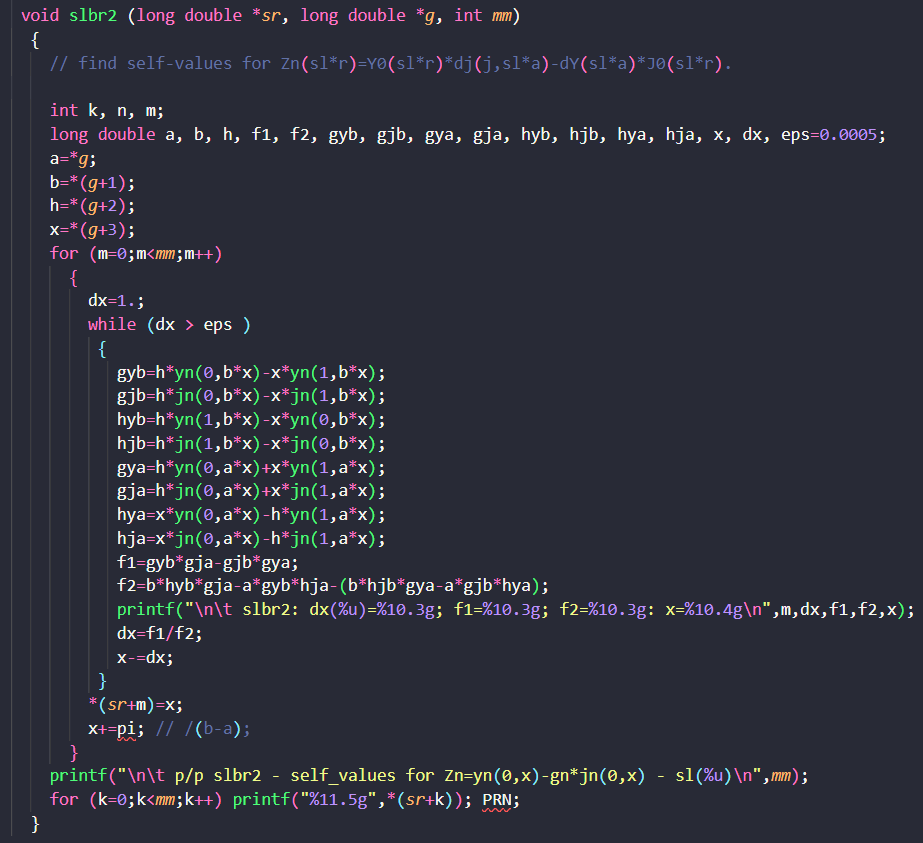 void slbr2 (long double *sr, long double *g, int mm)
{
// find self-values for Zn(sl*r)=Y0(sl*r)*dj(j,sl*a)-dY(sl*a)*J0(sl*r).
int k, n, m;
long double a, b, h, f1, f2, gyb, gjb, gya, gja, hyb, hjb, hya, hja, x, dx, eps=0.0005;
a=*g;
b=*(g+1);
h=*(g+2);
x=*(g+3);
for (m=0;m<mm;m++)
{
dx=1.;
while (dx > eps )
{
gyb=h*yn(0,b*x)-x*yn(1,b*x);
gjb=h*jn(0,b*x)-x*jn(1,b*x);
hyb=h*yn(1,b*x)-x*yn(0,b*x);
hjb=h*jn(1,b*x)-x*jn(0,b*x);
gya=h*yn(0,a*x)+x*yn(1,a*x);
gja=h*jn(0,a*x)+x*jn(1,a*x);
hya=x*yn(0,a*x)-h*yn(1,a*x);
hja=x*jn(0,a*x)-h*jn(1,a*x);
f1=gyb*gja-gjb*gya;
f2=b*hyb*gja-a*gyb*hja-(b*hjb*gya-a*gjb*hya);
printf("\n\t slbr2: dx(%u)=%10.3g; f1=%10.3g; f2=%10.3g: x=%10.4g\n",m,dx,f1,f2,x);
dx=f1/f2;
x-=dx;
}
*(sr+m)=x;
x+=pi; // /(b-a);
}
printf("\n\t p/p slbr2 - self_values for Zn=yn(0,x)-gn*jn(0,x) - sl(%u)\n",mm);
for (k=0;k<mm;k++) printf("%11.5g",*(sr+k)); PRN;
}